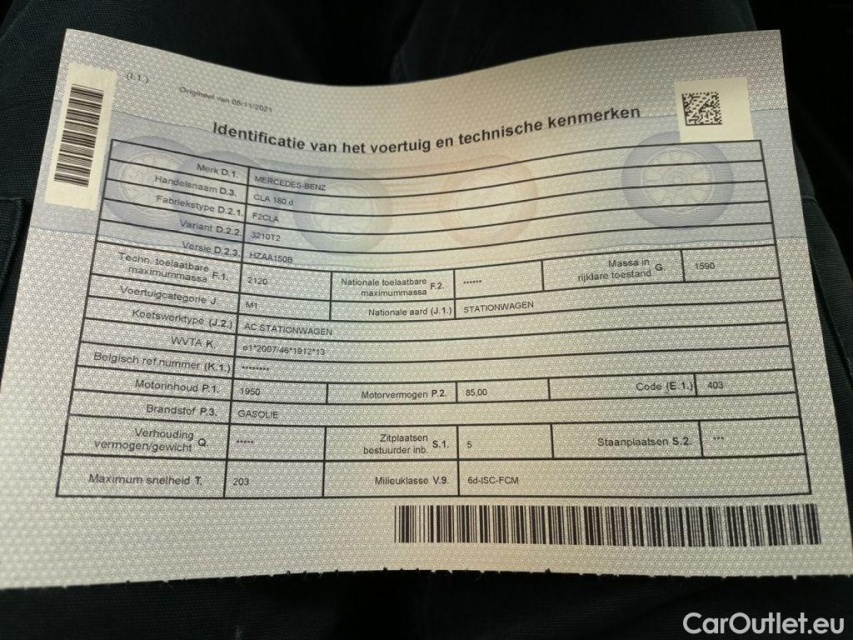 (I.1.)
Origineel van 05/11/2021
Identificatie van het voertuig en technische kenmerken
Merk D.1. MERCEDES-BENZ
Handelsnaam D.3. CLA 180 d
Fabriekstype D.2.1. F2CLA
Variant D.2.2. 3210T2
Versie D.2.3. HZAA150B
Techn. toelaatbare maximummassa F.1. 2120 Nationale toelaatbare maximummassa F.2. ****** Massa in rijklare toestand G. 1590
Voertuigcategorie J. M1 Nationale aard (J.1.) STATIONWAGEN
Koetswerktype (J.2.) AC STATIONWAGEN
WVTA K. e1*2007/46*1912*13
Belgisch ref.nummer (K.1.) ********
Motorinhoud P.1. 1950 Motorvermogen P.2. 85,00 Code (E.1.) 403
Brandstof P.3. GASOLIE
Verhouding vermogen/gewicht Q. ***** Zitplaatsen bestuurder inb. S.1. 5 Staanplaatsen S.2. ***
Maximum snelheid T. 203 Milieuklasse V.9. 6d-ISC-FCM
CarOutlet.eu